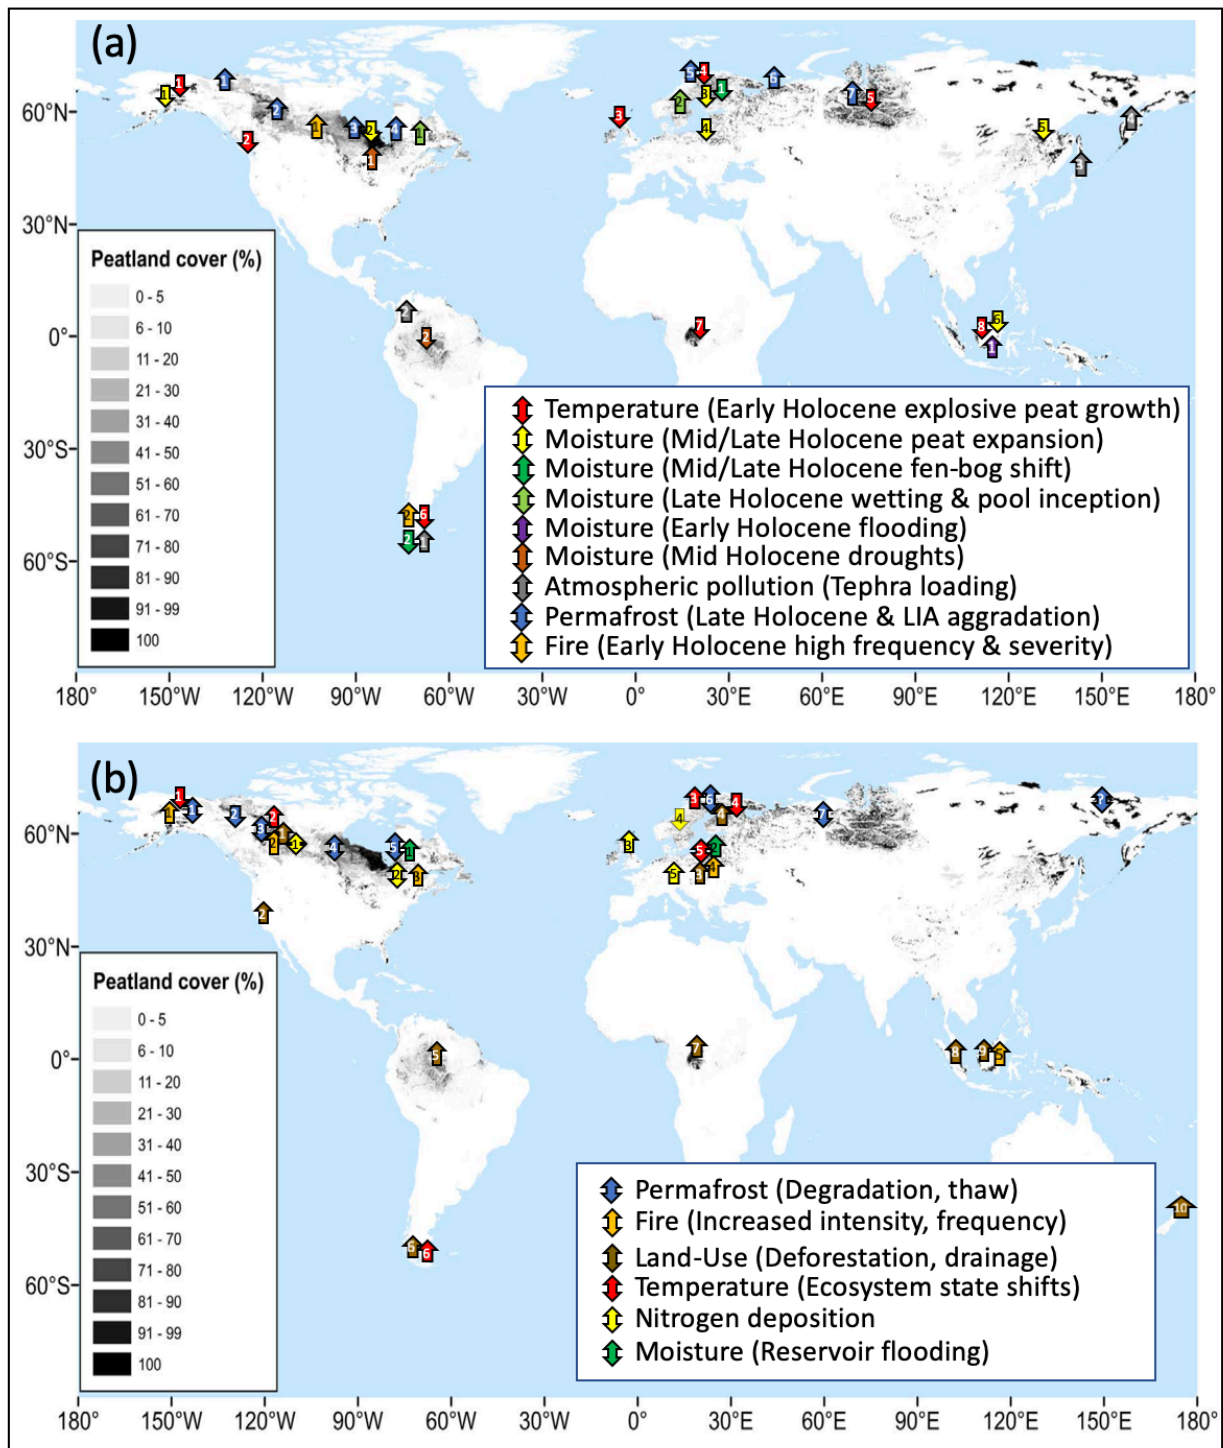 (a)
60°N
30°N
0°
30°S
60°S
Peatland cover (%)
0 - 5
6 - 10
11 - 20
21 - 30
31 - 40
41 - 50
51 - 60
61 - 70
71 - 80
81 - 90
91 - 99
100
Temperature (Early Holocene explosive peat growth)
Moisture (Mid/Late Holocene peat expansion)
Moisture (Mid/Late Holocene fen-bog shift)
Moisture (Late Holocene wetting & pool inception)
Moisture (Early Holocene flooding)
Moisture (Mid Holocene droughts)
Atmospheric pollution (Tephra loading)
Permafrost (Late Holocene & LIA aggradation)
Fire (Early Holocene high frequency & severity)
180° 150°W 120°W 90°W 60°W 30°W 0° 30°E 60°E 90°E 120°E 150°E 180°
(b)
60°N
30°N
0°
30°S
60°S
Peatland cover (%)
0 - 5
6 - 10
11 - 20
21 - 30
31 - 40
41 - 50
51 - 60
61 - 70
71 - 80
81 - 90
91 - 99
100
10
Permafrost (Degradation, thaw)
Fire (Increased intensity, frequency)
Land-Use (Deforestation, drainage)
Temperature (Ecosystem state shifts)
Nitrogen deposition
Moisture (Reservoir flooding)
180° 150°W 120°W 90°W 60°W 30°W 0° 30°E 60°E 90°E 120°E 150°E 180°